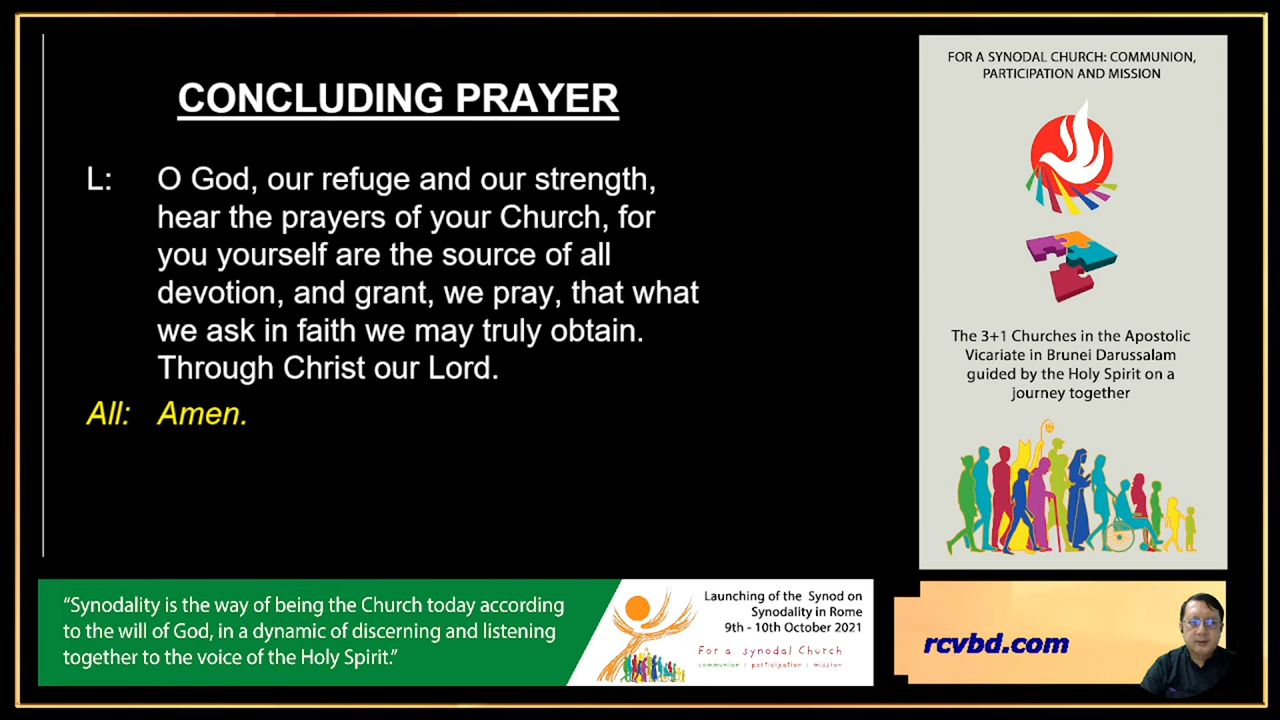 CONCLUDING PRAYER
L: O God, our refuge and our strength,
hear the prayers of your Church, for
you yourself are the source of all
devotion, and grant, we pray, that what
we ask in faith we may truly obtain.
Through Christ our Lord.
All: Amen.
FOR A SYNODAL CHURCH: COMMUNION,
PARTICIPATION AND MISSION
The 3+1 Churches in the Apostolic
Vicariate in Brunei Darussalam
guided by the Holy Spirit on a
journey together
“Synodality is the way of being the Church today according
to the will of God, in a dynamic of discerning and listening
together to the voice of the Holy Spirit.”
Launching of the Synod on
Synodality in Rome
9th - 10th October 2021
For a synodal Church
communion | participation | mission
rcvbd.com